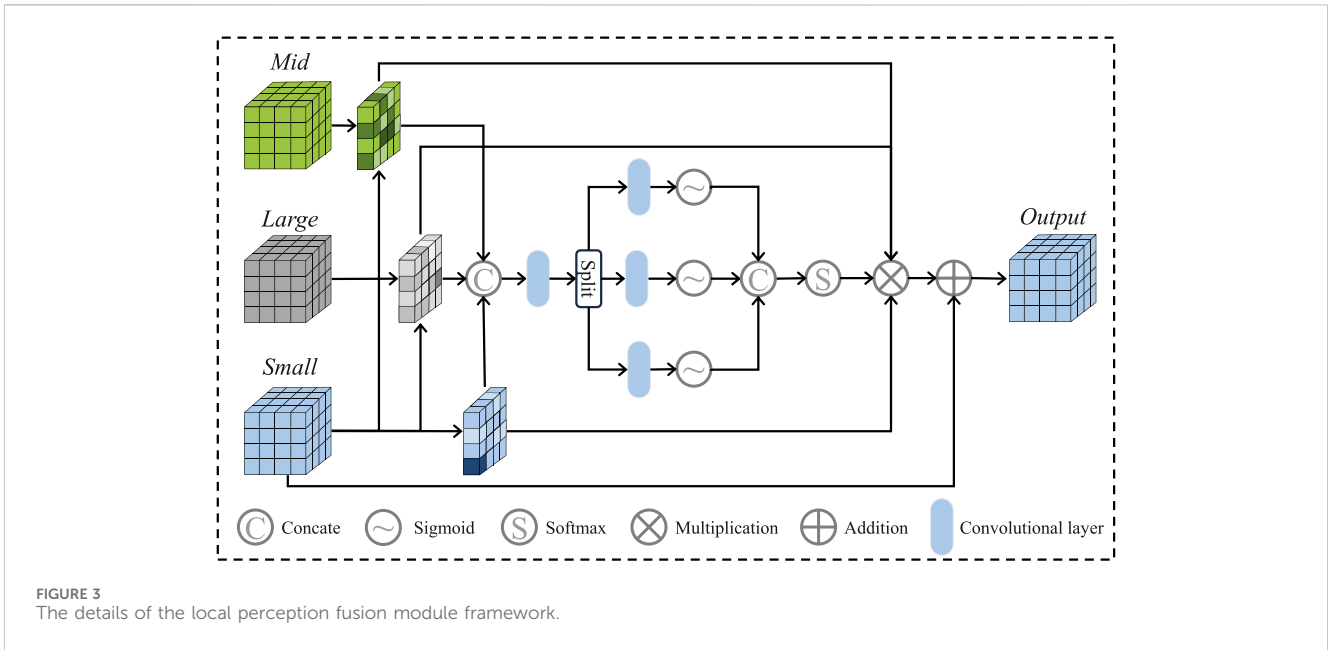 Mid
Large
Output
Small
C
Split
C
S
C Concate
Sigmoid
S Softmax
Multiplication
Addition
Convolutional layer
FIGURE 3
The details of the local perception fusion module framework.